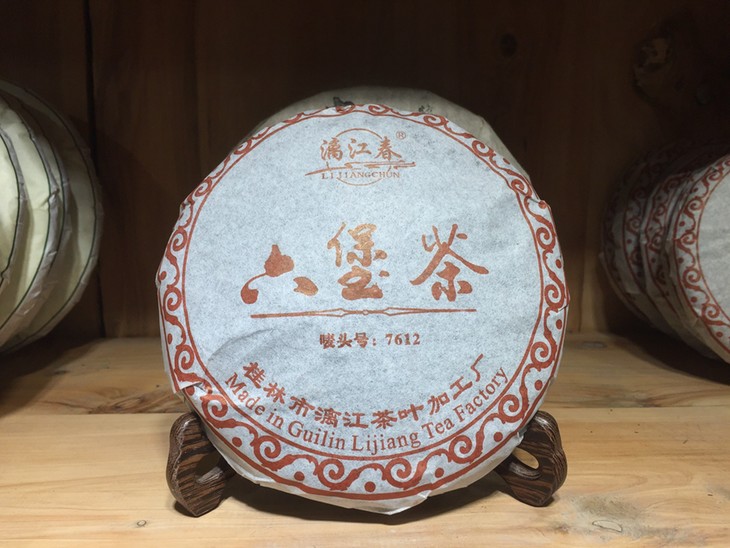 漓江春®
LIJIANGCHUN
六堡茶
唛头号：7612
桂林市漓江茶叶加工厂
Made in Guilin Lijiang Tea Factory